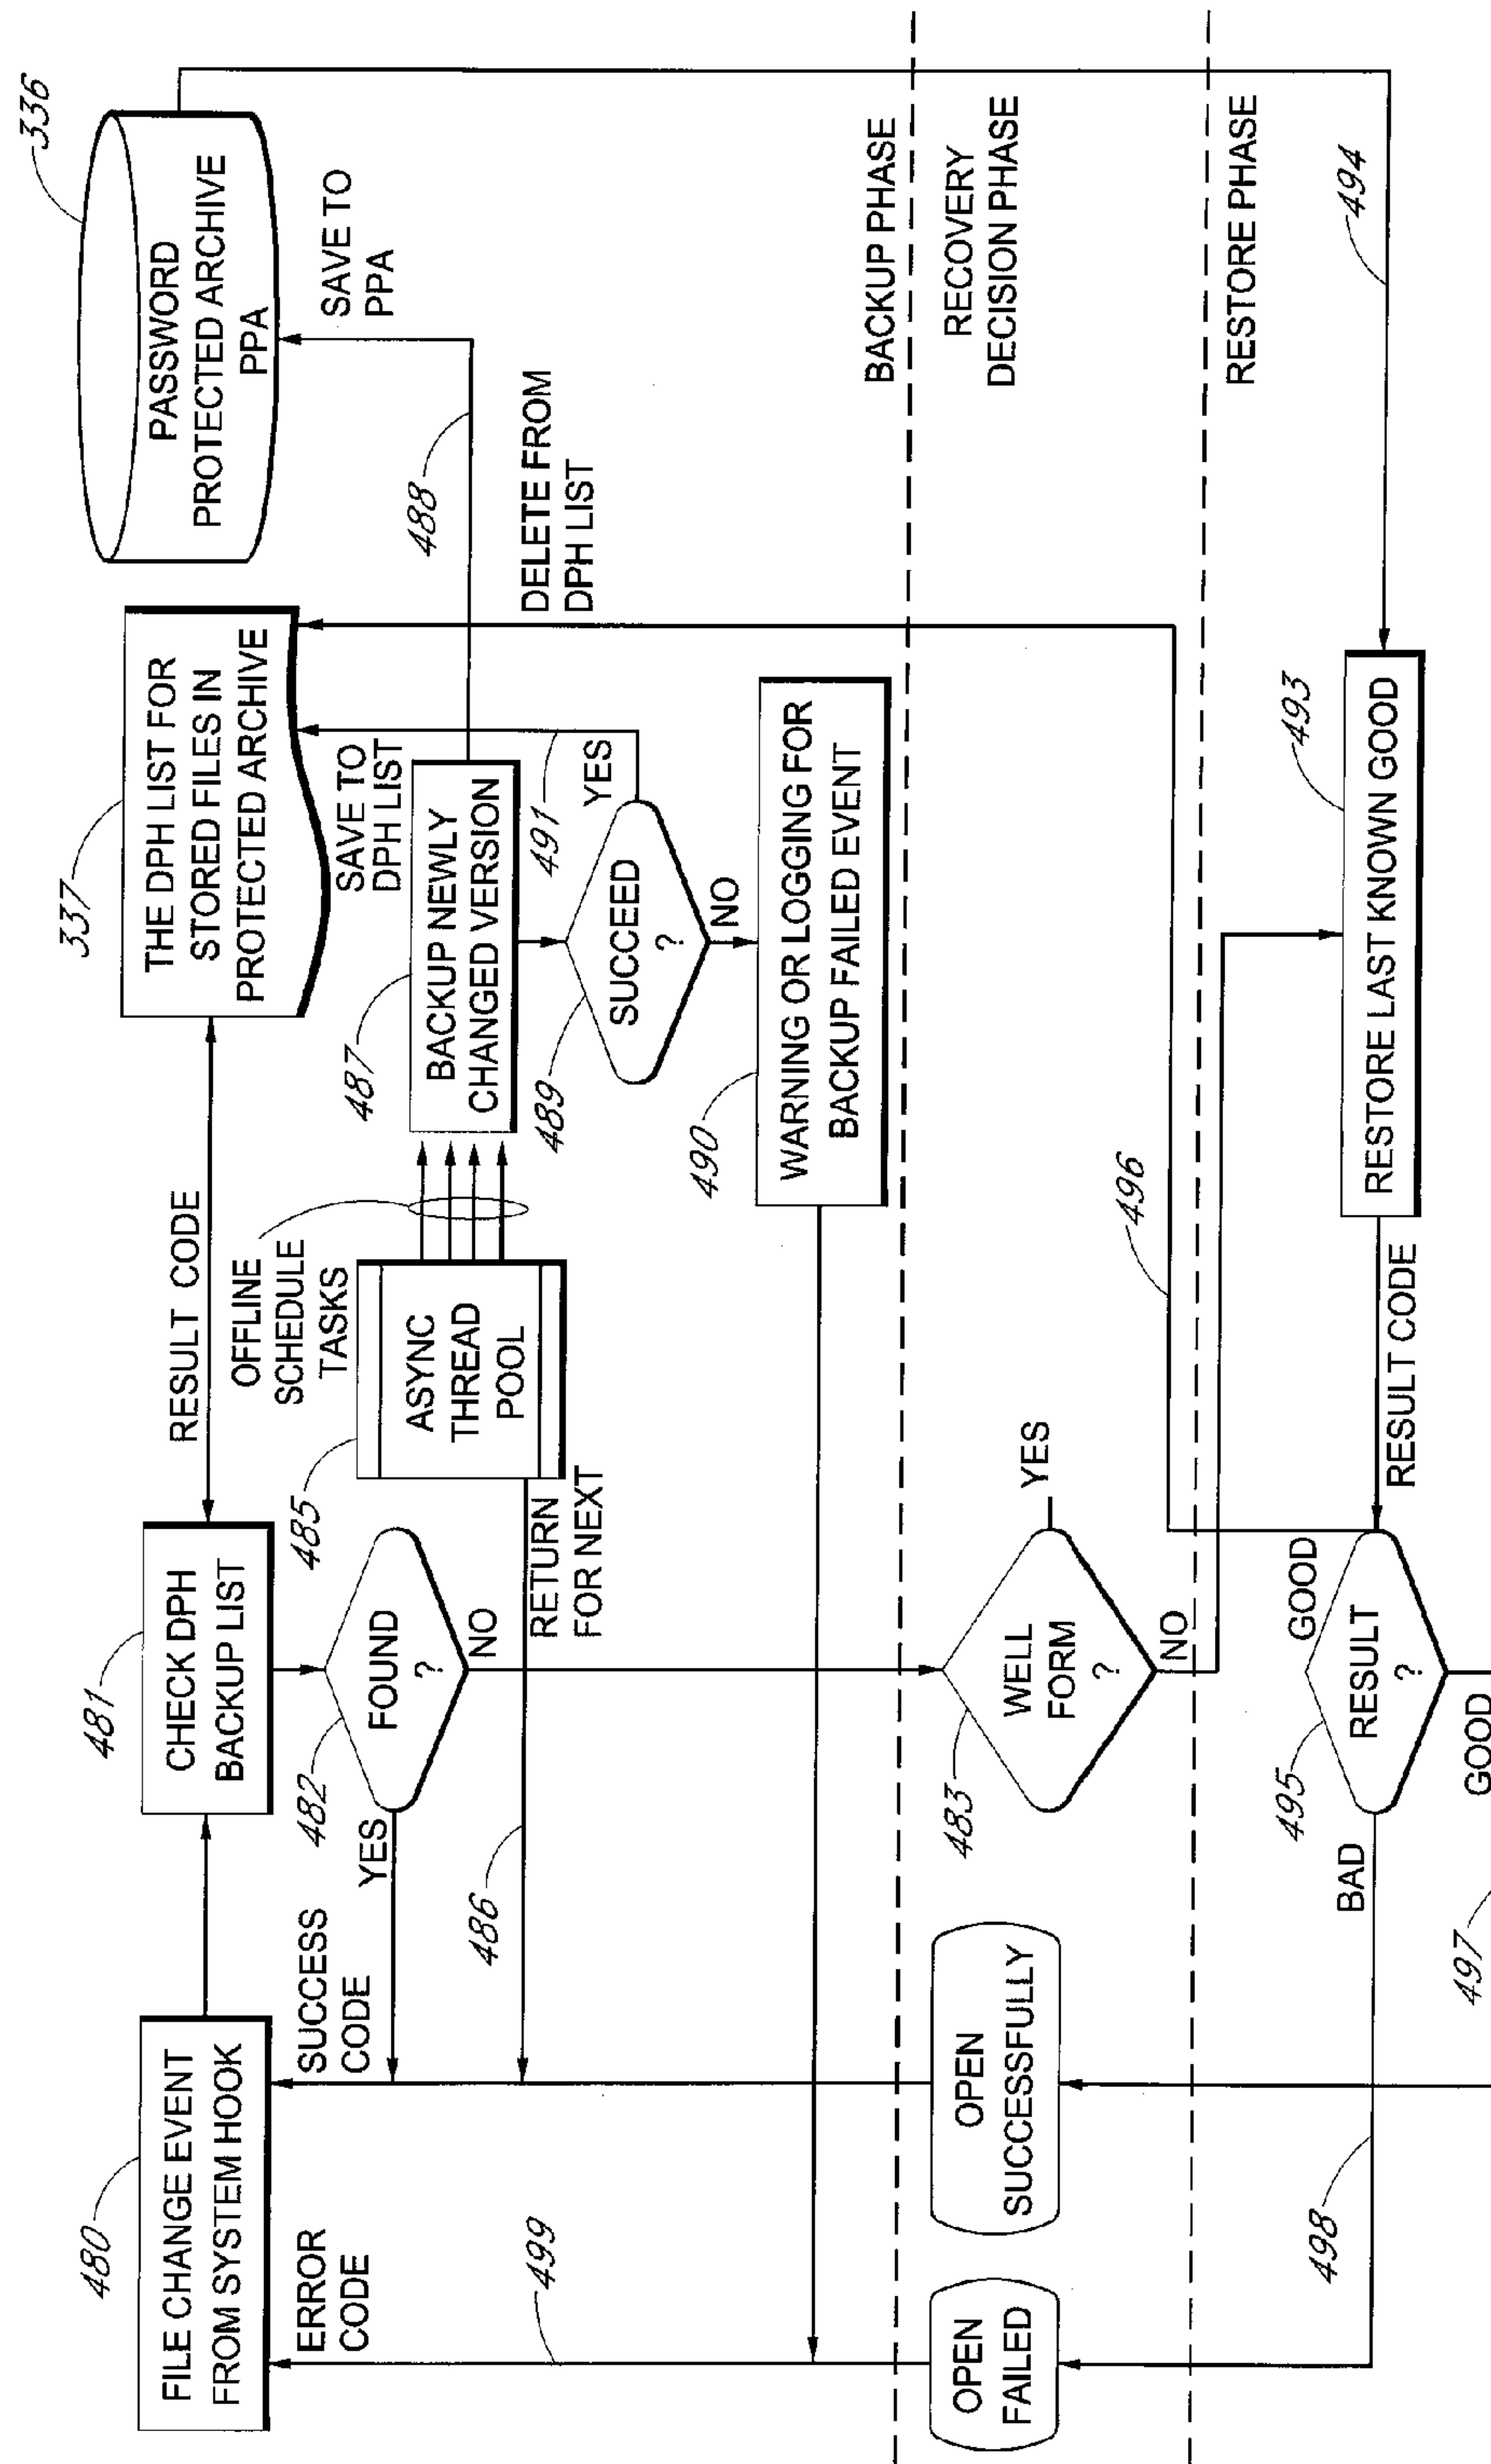 480
FILE CHANGE EVENT
FROM SYSTEM HOOK
481
CHECK DPH
BACKUP LIST
RESULT CODE
337
THE DPH LIST FOR
STORED FILES IN
PROTECTED ARCHIVE
336
PASSWORD
PROTECTED ARCHIVE
PPA
ERROR
CODE
SUCCESS
CODE
YES
482
FOUND
?
NO
485
ASYNC
THREAD
POOL
OFFLINE
SCHEDULE
TASKS
SAVE TO
DPH LIST
SAVE TO
PPA
486
RETURN
FOR NEXT
487
BACKUP NEWLY
CHANGED VERSION
488
491
DELETE FROM
DPH LIST
499
489
SUCCEED
?
YES
NO
490
WARNING OR LOGGING FOR
BACKUP FAILED EVENT
BACKUP PHASE
OPEN
FAILED
OPEN
SUCCESSFULLY
483
WELL
FORM
?
YES
NO
496
RECOVERY
DECISION PHASE
RESTORE PHASE
498
BAD
495
RESULT
?
GOOD
RESULT CODE
493
RESTORE LAST KNOWN GOOD
494
497
GOOD